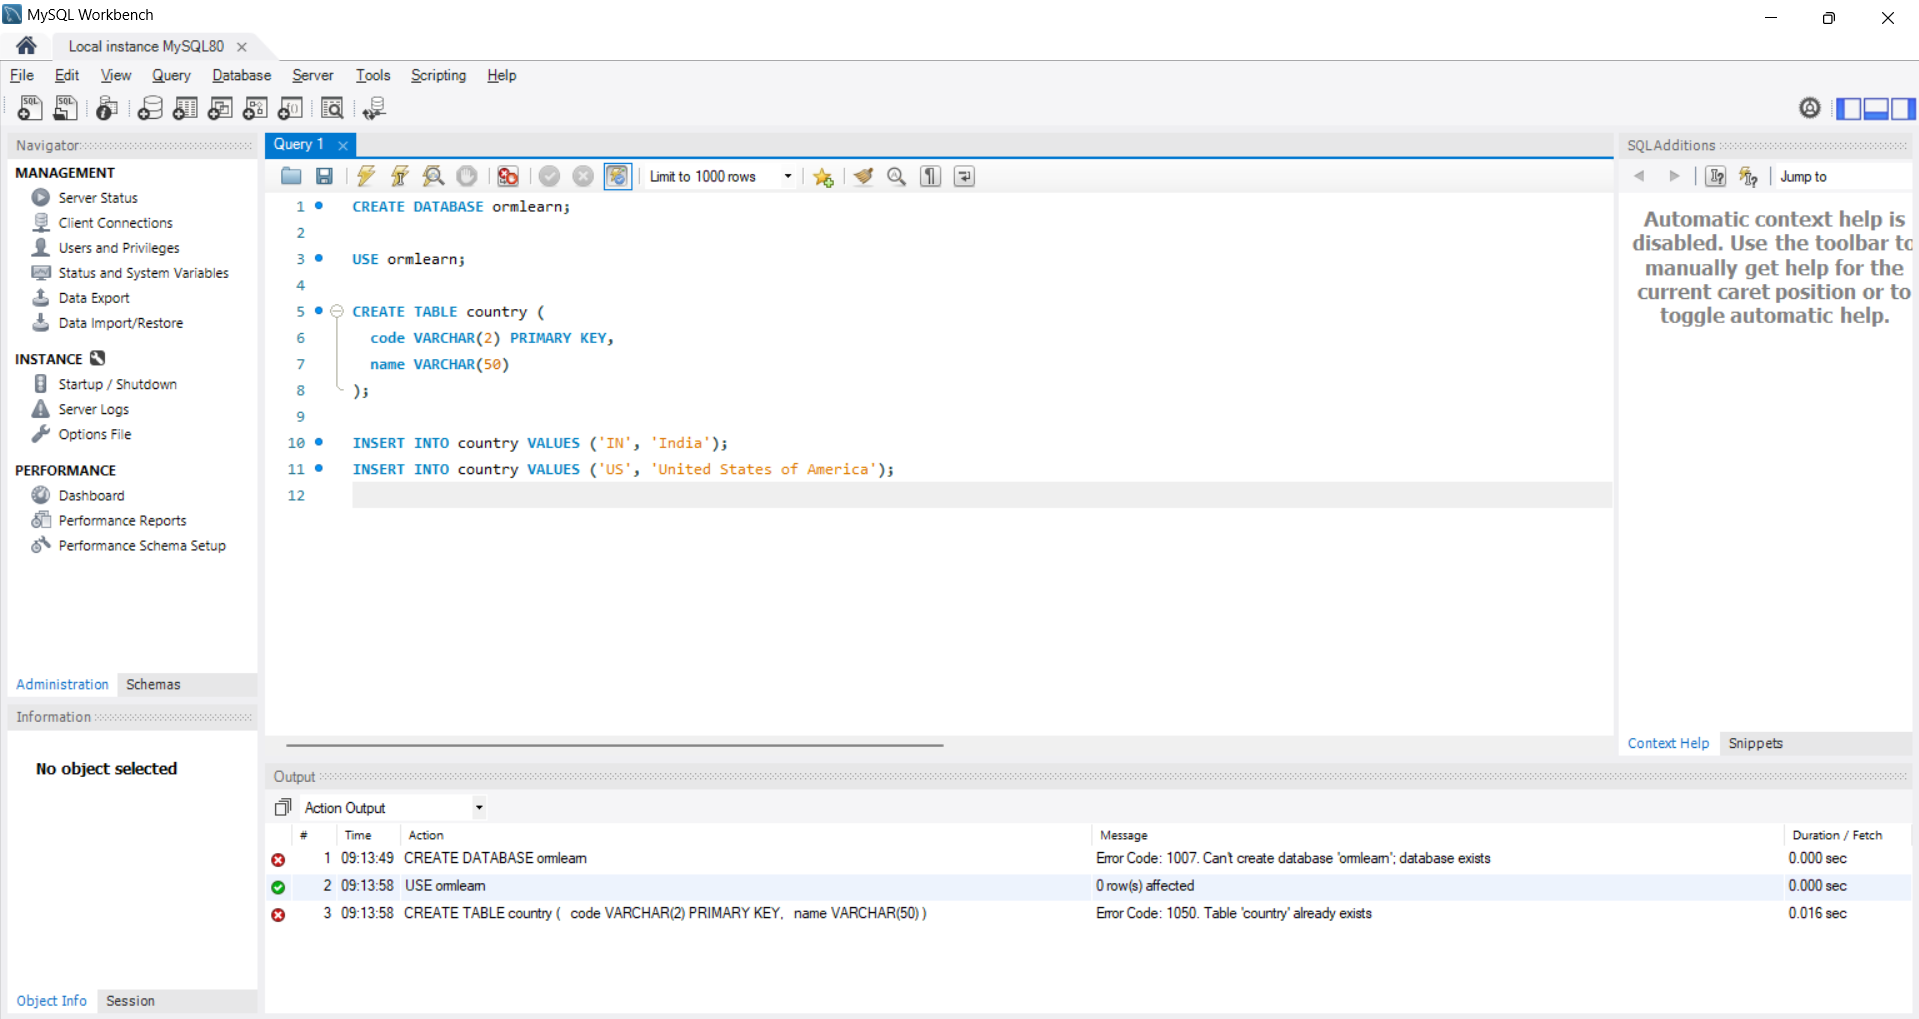 MySQL Workbench
Local instance MySQL80
File Edit View Query Database Server Tools Scripting Help
Navigator
MANAGEMENT
Server Status
Client Connections
Users and Privileges
Status and System Variables
Data Export
Data Import/Restore
INSTANCE
Startup / Shutdown
Server Logs
Options File
PERFORMANCE
Dashboard
Performance Reports
Performance Schema Setup
Administration Schemas
Information
No object selected
Object Info Session
Query 1
Limit to 1000 rows
1 CREATE DATABASE ormlearn;
2
3 USE ormlearn;
4
5 CREATE TABLE country (
6 code VARCHAR(2) PRIMARY KEY,
7 name VARCHAR(50)
8 );
9
10 INSERT INTO country VALUES ('IN', 'India');
11 INSERT INTO country VALUES ('US', 'United States of America');
12
SQLAdditions
Jump to
Automatic context help is
disabled. Use the toolbar to
manually get help for the
current caret position or to
toggle automatic help.
Context Help Snippets
Output
Action Output
# Time Action Message Duration / Fetch
1 09:13:49 CREATE DATABASE ormlearn Error Code: 1007. Can't create database 'ormlearn'; database exists 0.000 sec
2 09:13:58 USE ormlearn 0 row(s) affected 0.000 sec
3 09:13:58 CREATE TABLE country ( code VARCHAR(2) PRIMARY KEY, name VARCHAR(50) ) Error Code: 1050. Table 'country' already exists 0.016 sec